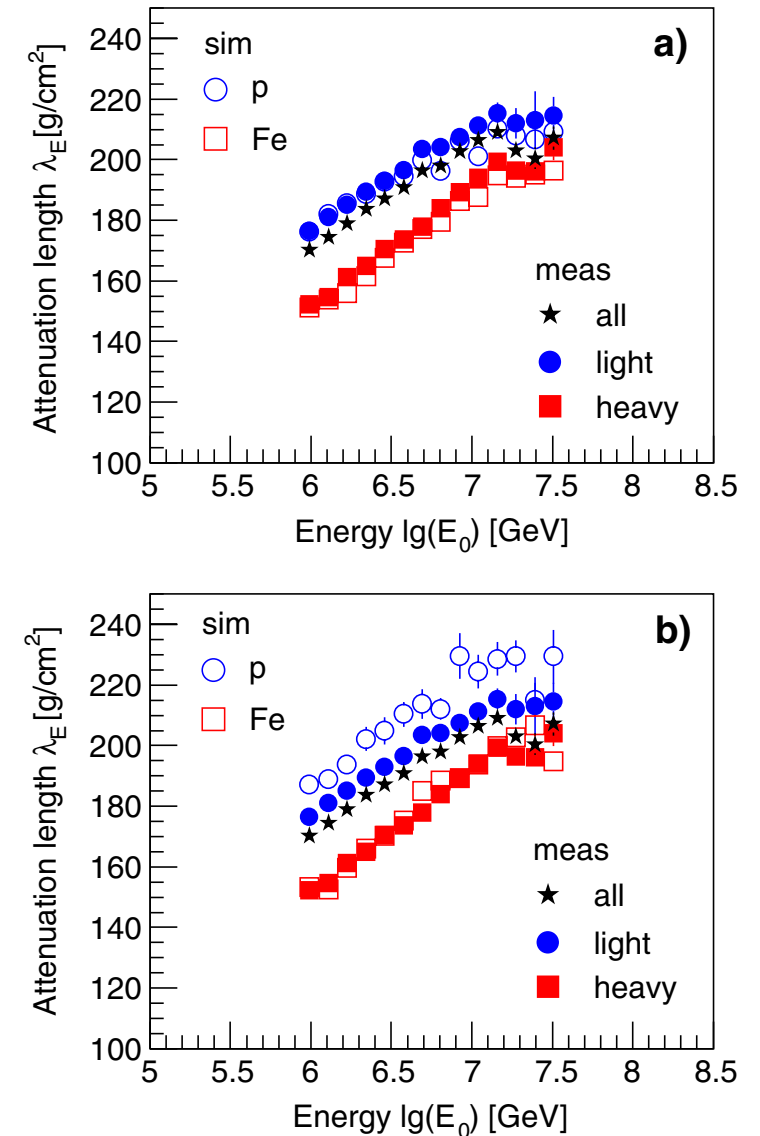 a)
sim
p
Fe
meas
all
light
heavy
Attenuation length λ_E[g/cm²]
240
220
200
180
160
140
120
100
5 5.5 6 6.5 7 7.5 8 8.5
Energy lg(E₀) [GeV]
b)
sim
p
Fe
meas
all
light
heavy
Attenuation length λ_E[g/cm²]
240
220
200
180
160
140
120
100
5 5.5 6 6.5 7 7.5 8 8.5
Energy lg(E₀) [GeV]